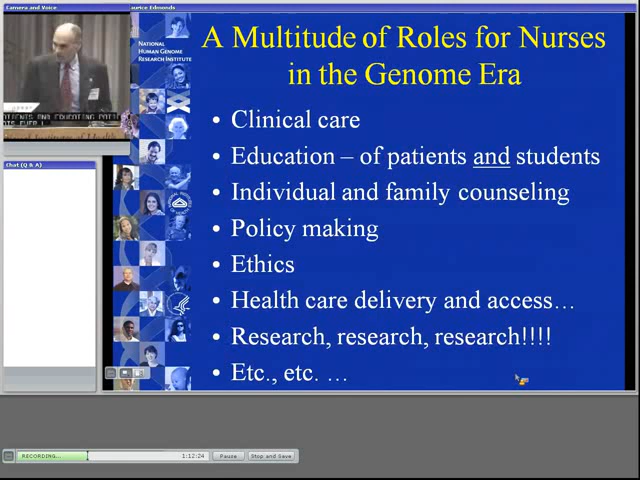 Camera and Voice
aurice Edmonds
NATIONAL
HUMAN GENOME
RESEARCH INSTITUTE
A Multitude of Roles for Nurses
in the Genome Era
• Clinical care
• Education – of patients and students
• Individual and family counseling
• Policy making
• Ethics
• Health care delivery and access…
• Research, research, research!!!!
• Etc., etc. …
Chat (Q & A)
RECORDING...
1:12:24
Pause
Stop and Save